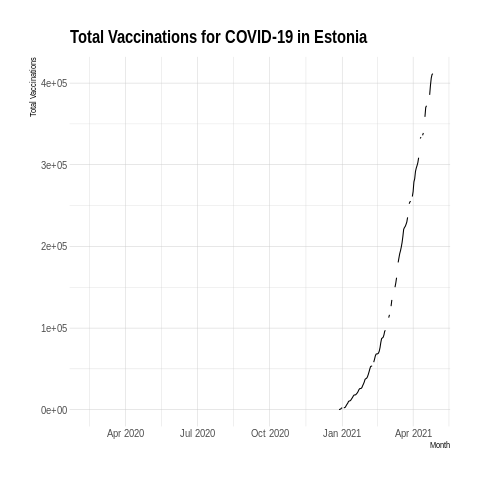 Total Vaccinations for COVID-19 in Estonia
Total Vaccinations
4e+05
3e+05
2e+05
1e+05
0e+00
Apr 2020 Jul 2020 Oct 2020 Jan 2021 Apr 2021
Month